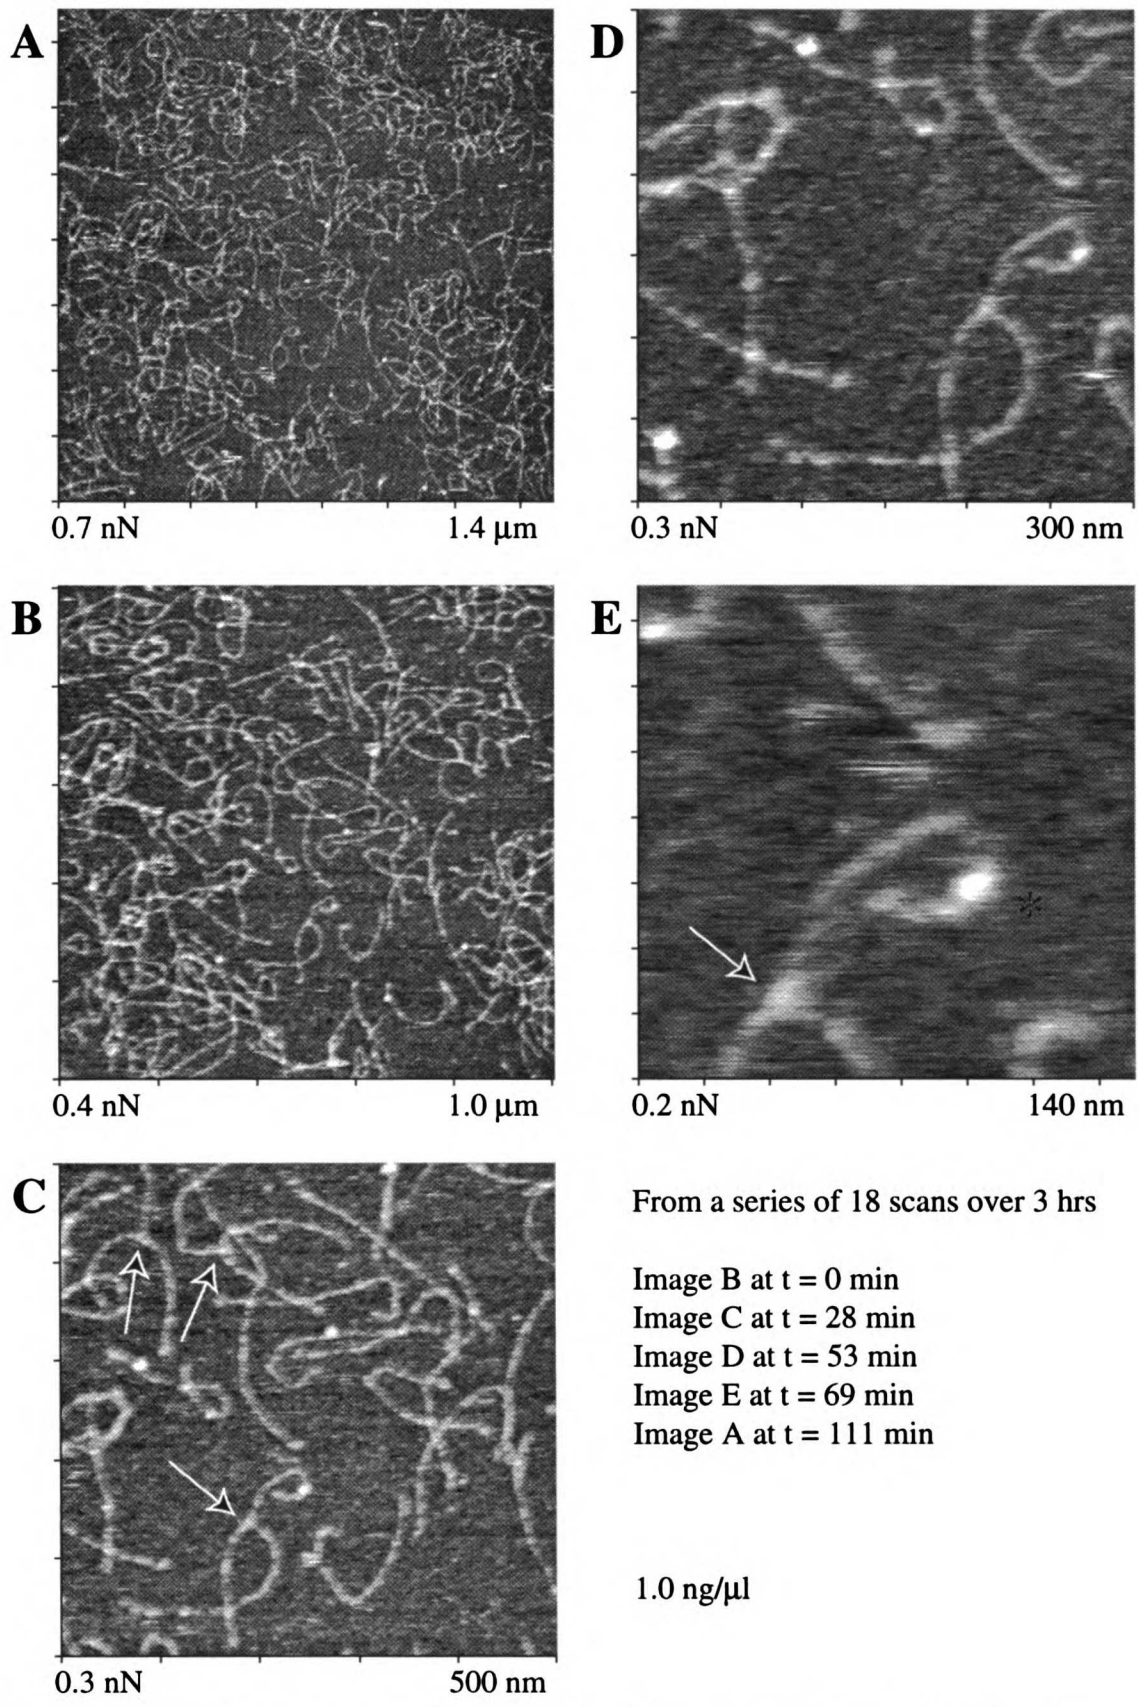 A
0.7 nN 1.4 μm
B
0.4 nN 1.0 μm
C
0.3 nN 500 nm
D
0.3 nN 300 nm
E
*
0.2 nN 140 nm
From a series of 18 scans over 3 hrs
Image B at t = 0 min
Image C at t = 28 min
Image D at t = 53 min
Image E at t = 69 min
Image A at t = 111 min
1.0 ng/μl